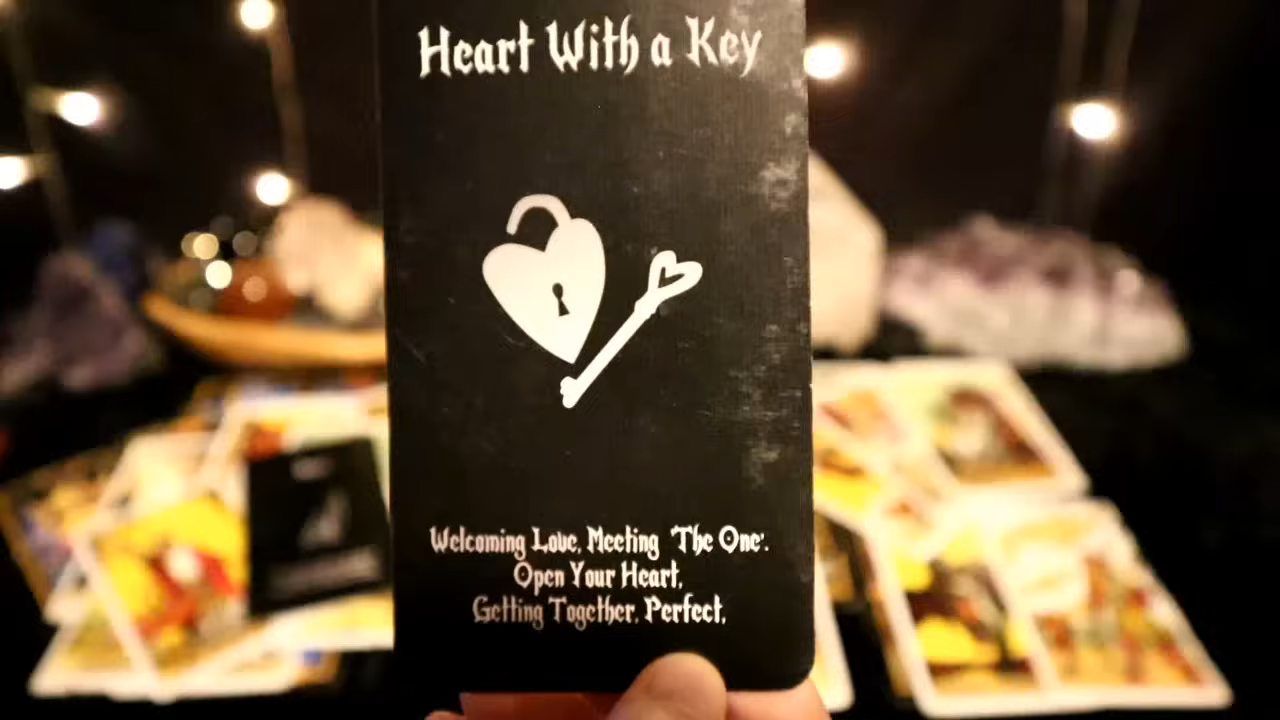 Heart With a Key
Welcoming Love, Meeting 'The One'.
Open Your Heart,
Getting Together, Perfect,